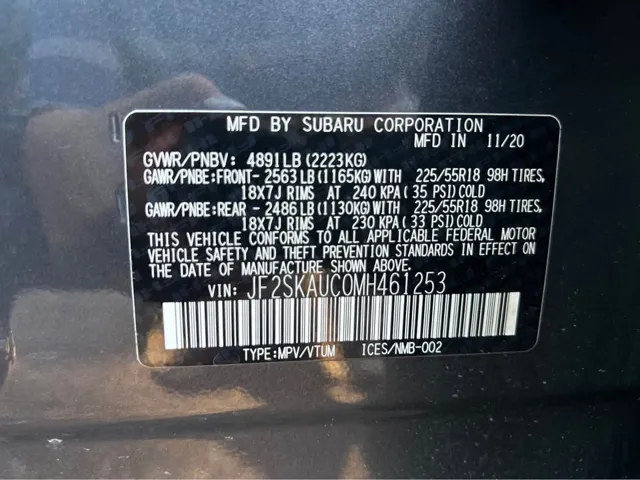 MFD BY SUBARU CORPORATION
MFD IN 11/20
GVWR/PNBV: 4891LB (2223KG)
GAWR/PNBE:FRONT- 2563LB (1165KG) WITH 225/55R18 98H TIRES,
18X7J RIMS AT 240 KPA (35 PSI) COLD
GAWR/PNBE:REAR - 2486LB (1130KG) WITH 225/55R18 98H TIRES,
18X7J RIMS AT 230 KPA (33 PSI) COLD
THIS VEHICLE CONFORMS TO ALL APPLICABLE FEDERAL MOTOR
VEHICLE SAFETY AND THEFT PREVENTION STANDARDS IN EFFECT ON
THE DATE OF MANUFACTURE SHOWN ABOVE.
VIN: JF2SKAUC0MH461253
TYPE:MPV/VTUM ICES/NMB-002